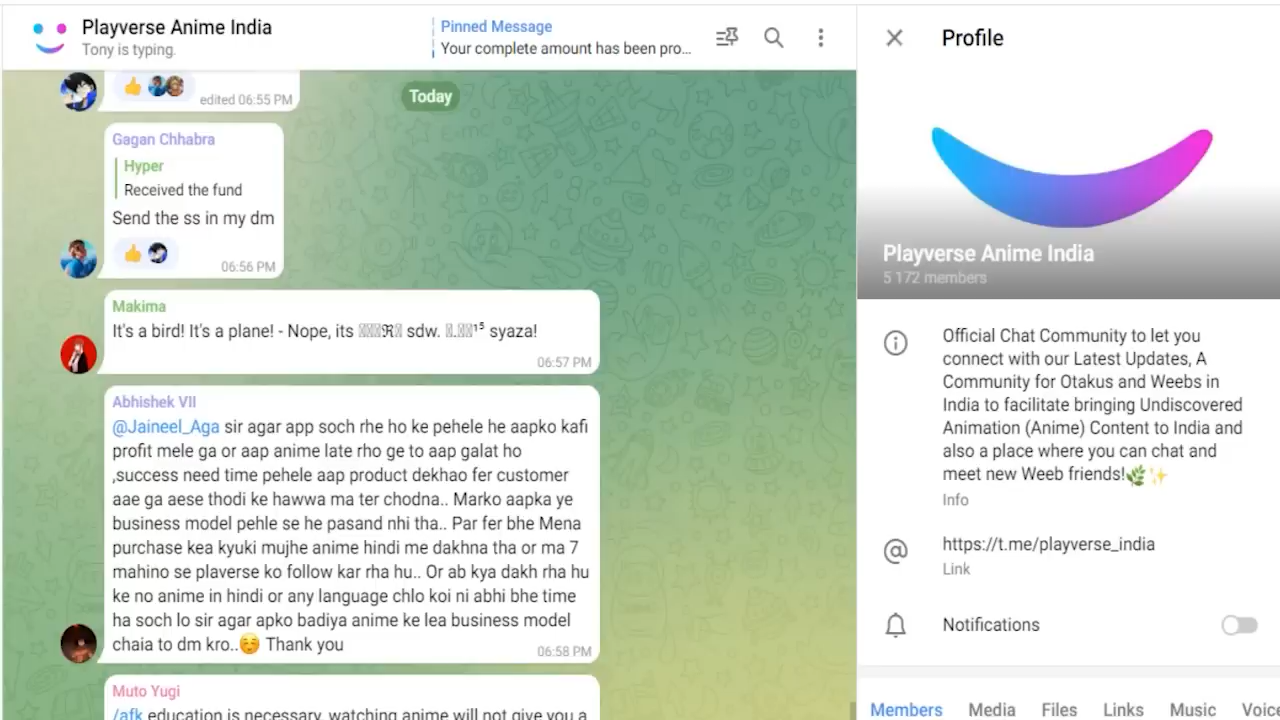 Playverse Anime India
Tony is typing.
Pinned Message
Your complete amount has been pro...
edited 06:55 PM
Today
Gagan Chhabra
Hyper
Received the fund
Send the ss in my dm
06:56 PM
Makima
It's a bird! It's a plane! - Nope, its ℜ sdw. .¹⁵ syaza!
06:57 PM
Abhishek VII
@Jaineel_Aga sir agar app soch rhe ho ke pehele he aapko kafi
profit mele ga or aap anime late rho ge to aap galat ho
,success need time pehele aap product dekhao fer customer
aae ga aese thodi ke hawwa ma ter chodna.. Marko aapka ye
business model pehle se he pasand nhi tha.. Par fer bhe Mena
purchase kea kyuki mujhe anime hindi me dakhna tha or ma 7
mahino se plaverse ko follow kar rha hu.. Or ab kya dakh rha hu
ke no anime in hindi or any language chlo koi ni abhi bhe time
ha soch lo sir agar apko badiya anime ke lea business model
chaia to dm kro..☺️ Thank you
06:58 PM
Muto Yugi
/afk education is necessary, watching anime will not give you a
Profile
Playverse Anime India
5 172 members
Official Chat Community to let you
connect with our Latest Updates, A
Community for Otakus and Weebs in
India to facilitate bringing Undiscovered
Animation (Anime) Content to India and
also a place where you can chat and
meet new Weeb friends!🌿✨
Info
https://t.me/playverse_india
Link
Notifications
Members Media Files Links Music Voice